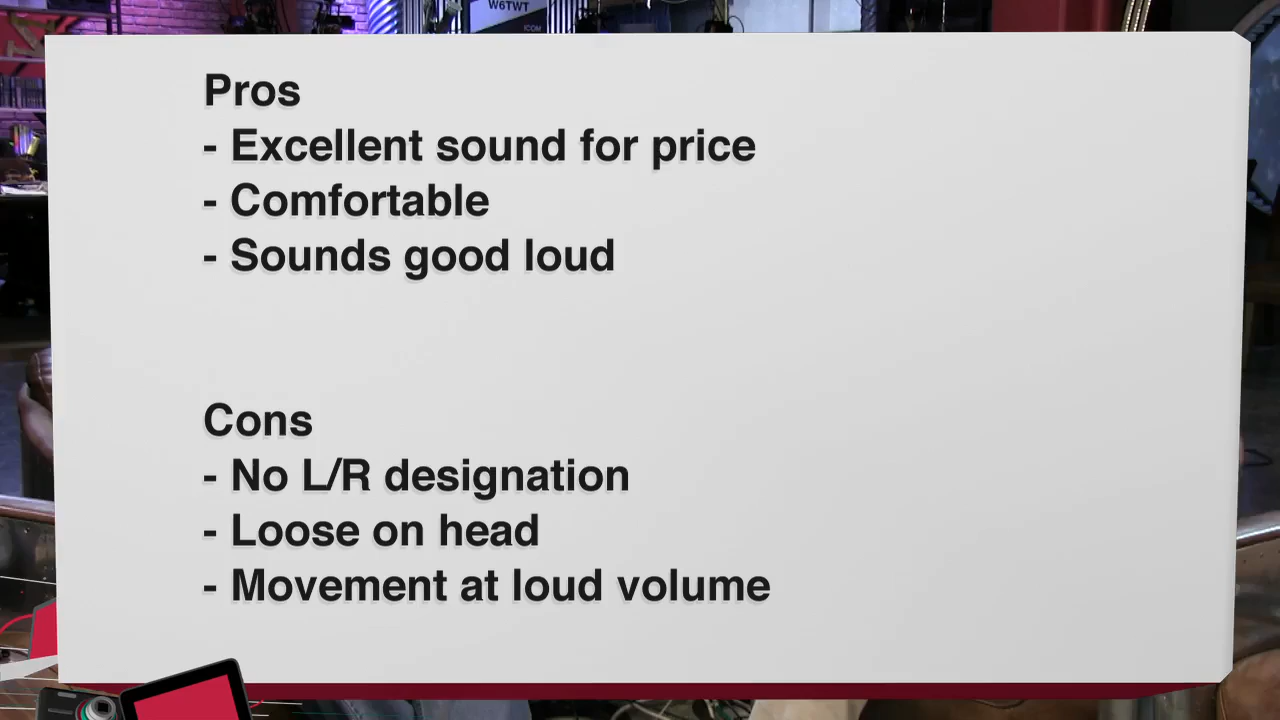 W6TWT
ICOM
Pros
- Excellent sound for price
- Comfortable
- Sounds good loud
Cons
- No L/R designation
- Loose on head
- Movement at loud volume